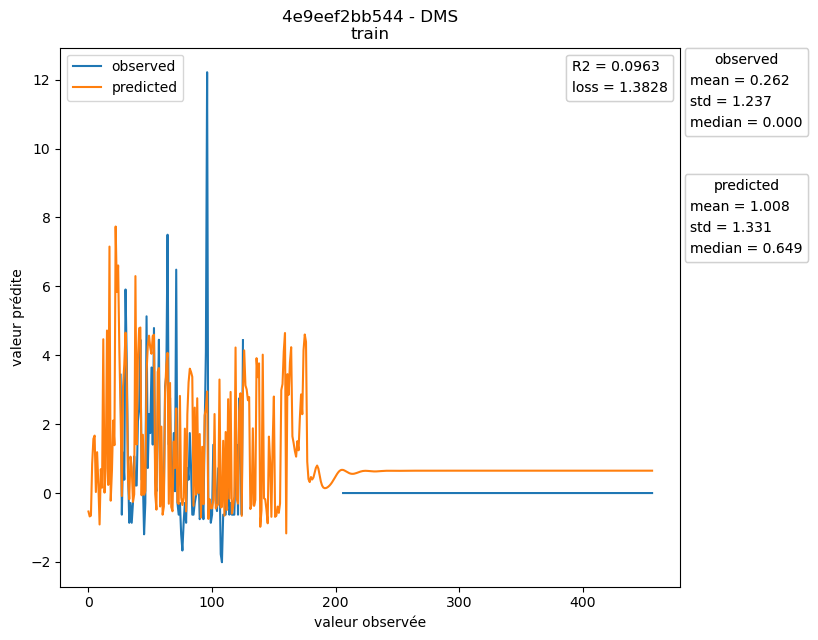 4e9eef2bb544 - DMS
train
observed
predicted
R2 = 0.0963
loss = 1.3828
observed
mean = 0.262
std = 1.237
median = 0.000
predicted
mean = 1.008
std = 1.331
median = 0.649
valeur prédite
12
10
8
6
4
2
0
−2
0
100
200
300
400
valeur observée